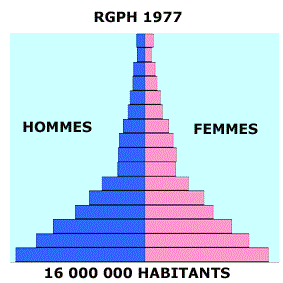 RGPH 1977
HOMMES
FEMMES
16 000 000 HABITANTS